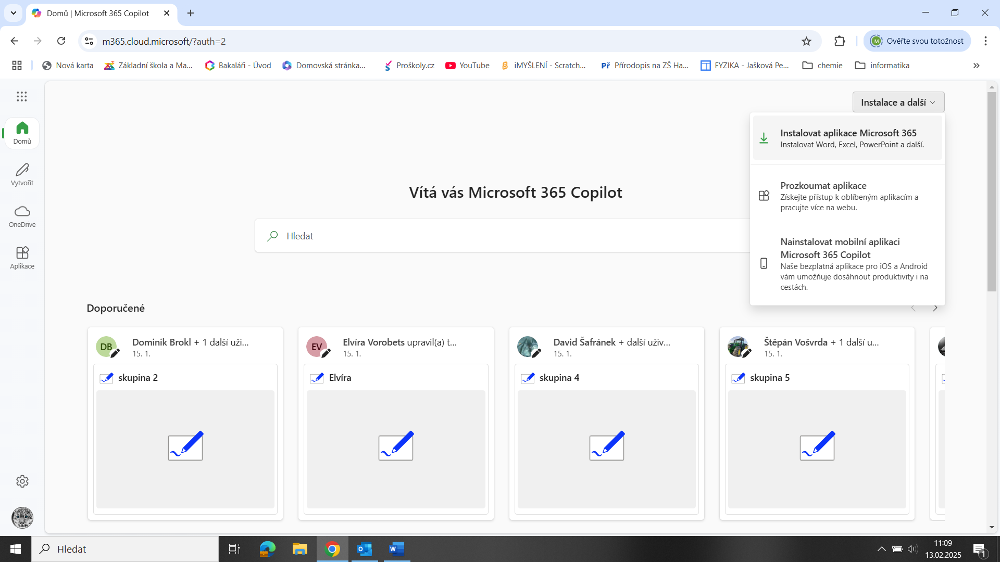 Domů | Microsoft 365 Copilot
m365.cloud.microsoft/?auth=2
M
Ověřte svou totožnost
Nová karta
Základní škola a Ma...
Bakaláři - Úvod
Domovská stránka...
Proškoly.cz
YouTube
iMYŠLENÍ - Scratch...
Př
Přírodopis na ZŠ Ha...
FYZIKA - Jašková Pe...
chemie
informatika
Instalace a další
Instalovat aplikace Microsoft 365
Instalovat Word, Excel, PowerPoint a další.
Prozkoumat aplikace
Získejte přístup k oblíbeným aplikacím a
pracujte více na webu.
Nainstalovat mobilní aplikaci
Microsoft 365 Copilot
Naše bezplatná aplikace pro iOS a Android
vám umožňuje dosáhnout produktivity i na
cestách.
Domů
Vytvořit
OneDrive
Aplikace
Vítá vás Microsoft 365 Copilot
Hledat
Doporučené
DB
Dominik Brokl + 1 další uži...
15. 1.
skupina 2
EV
Elvíra Vorobets upravil(a) t...
15. 1.
Elvíra
David Šafránek + další uživ...
15. 1.
skupina 4
Štěpán Vošvrda + 1 další u...
15. 1.
skupina 5
Hledat
11:09
13.02.2025
1